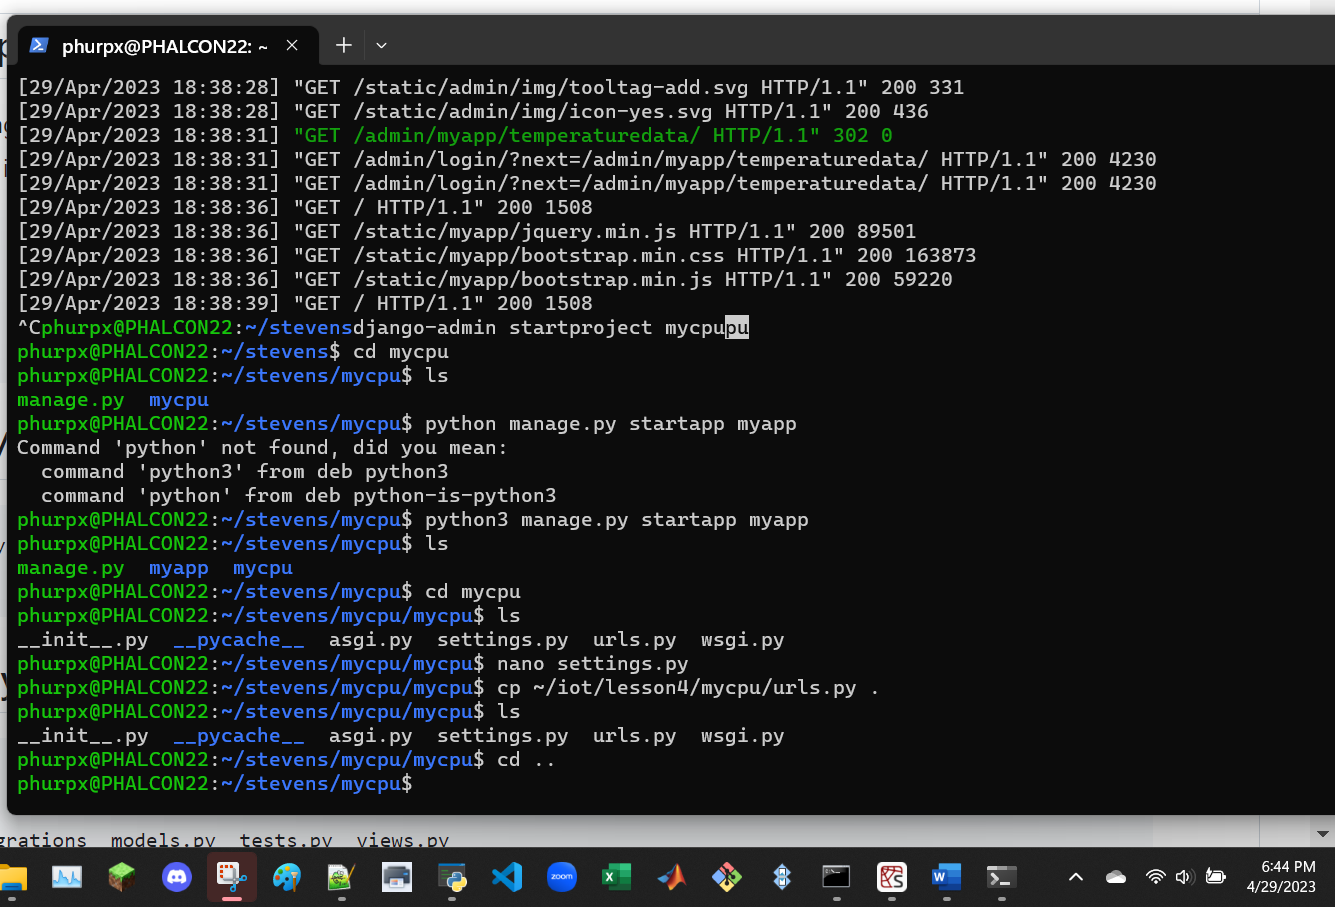 phurpx@PHALCON22: ~
[29/Apr/2023 18:38:28] "GET /static/admin/img/tooltag-add.svg HTTP/1.1" 200 331
[29/Apr/2023 18:38:28] "GET /static/admin/img/icon-yes.svg HTTP/1.1" 200 436
[29/Apr/2023 18:38:31] "GET /admin/myapp/temperaturedata/ HTTP/1.1" 302 0
[29/Apr/2023 18:38:31] "GET /admin/login/?next=/admin/myapp/temperaturedata/ HTTP/1.1" 200 4230
[29/Apr/2023 18:38:31] "GET /admin/login/?next=/admin/myapp/temperaturedata/ HTTP/1.1" 200 4230
[29/Apr/2023 18:38:36] "GET / HTTP/1.1" 200 1508
[29/Apr/2023 18:38:36] "GET /static/myapp/jquery.min.js HTTP/1.1" 200 89501
[29/Apr/2023 18:38:36] "GET /static/myapp/bootstrap.min.css HTTP/1.1" 200 163873
[29/Apr/2023 18:38:36] "GET /static/myapp/bootstrap.min.js HTTP/1.1" 200 59220
[29/Apr/2023 18:38:39] "GET / HTTP/1.1" 200 1508
^Cphurpx@PHALCON22:~/stevensdjango-admin startproject mycpupu
phurpx@PHALCON22:~/stevens$ cd mycpu
phurpx@PHALCON22:~/stevens/mycpu$ ls
manage.py  mycpu
phurpx@PHALCON22:~/stevens/mycpu$ python manage.py startapp myapp
Command 'python' not found, did you mean:
  command 'python3' from deb python3
  command 'python' from deb python-is-python3
phurpx@PHALCON22:~/stevens/mycpu$ python3 manage.py startapp myapp
phurpx@PHALCON22:~/stevens/mycpu$ ls
manage.py  myapp  mycpu
phurpx@PHALCON22:~/stevens/mycpu$ cd mycpu
phurpx@PHALCON22:~/stevens/mycpu/mycpu$ ls
__init__.py  __pycache__  asgi.py  settings.py  urls.py  wsgi.py
phurpx@PHALCON22:~/stevens/mycpu/mycpu$ nano settings.py
phurpx@PHALCON22:~/stevens/mycpu/mycpu$ cp ~/iot/lesson4/mycpu/urls.py .
phurpx@PHALCON22:~/stevens/mycpu/mycpu$ ls
__init__.py  __pycache__  asgi.py  settings.py  urls.py  wsgi.py
phurpx@PHALCON22:~/stevens/mycpu/mycpu$ cd ..
phurpx@PHALCON22:~/stevens/mycpu$
grations  models.py  tests.py  views.py
zoom
6:44 PM
4/29/2023